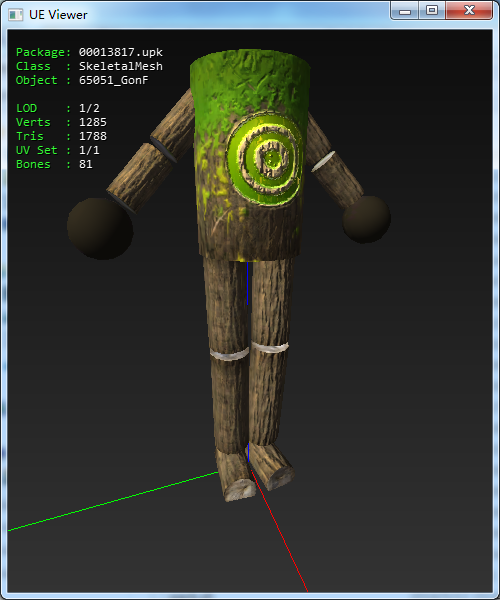 UE Viewer
Package: 00013817.upk
Class : SkeletalMesh
Object : 65051_GonF
LOD : 1/2
Verts : 1285
Tris : 1788
UV Set : 1/1
Bones : 81